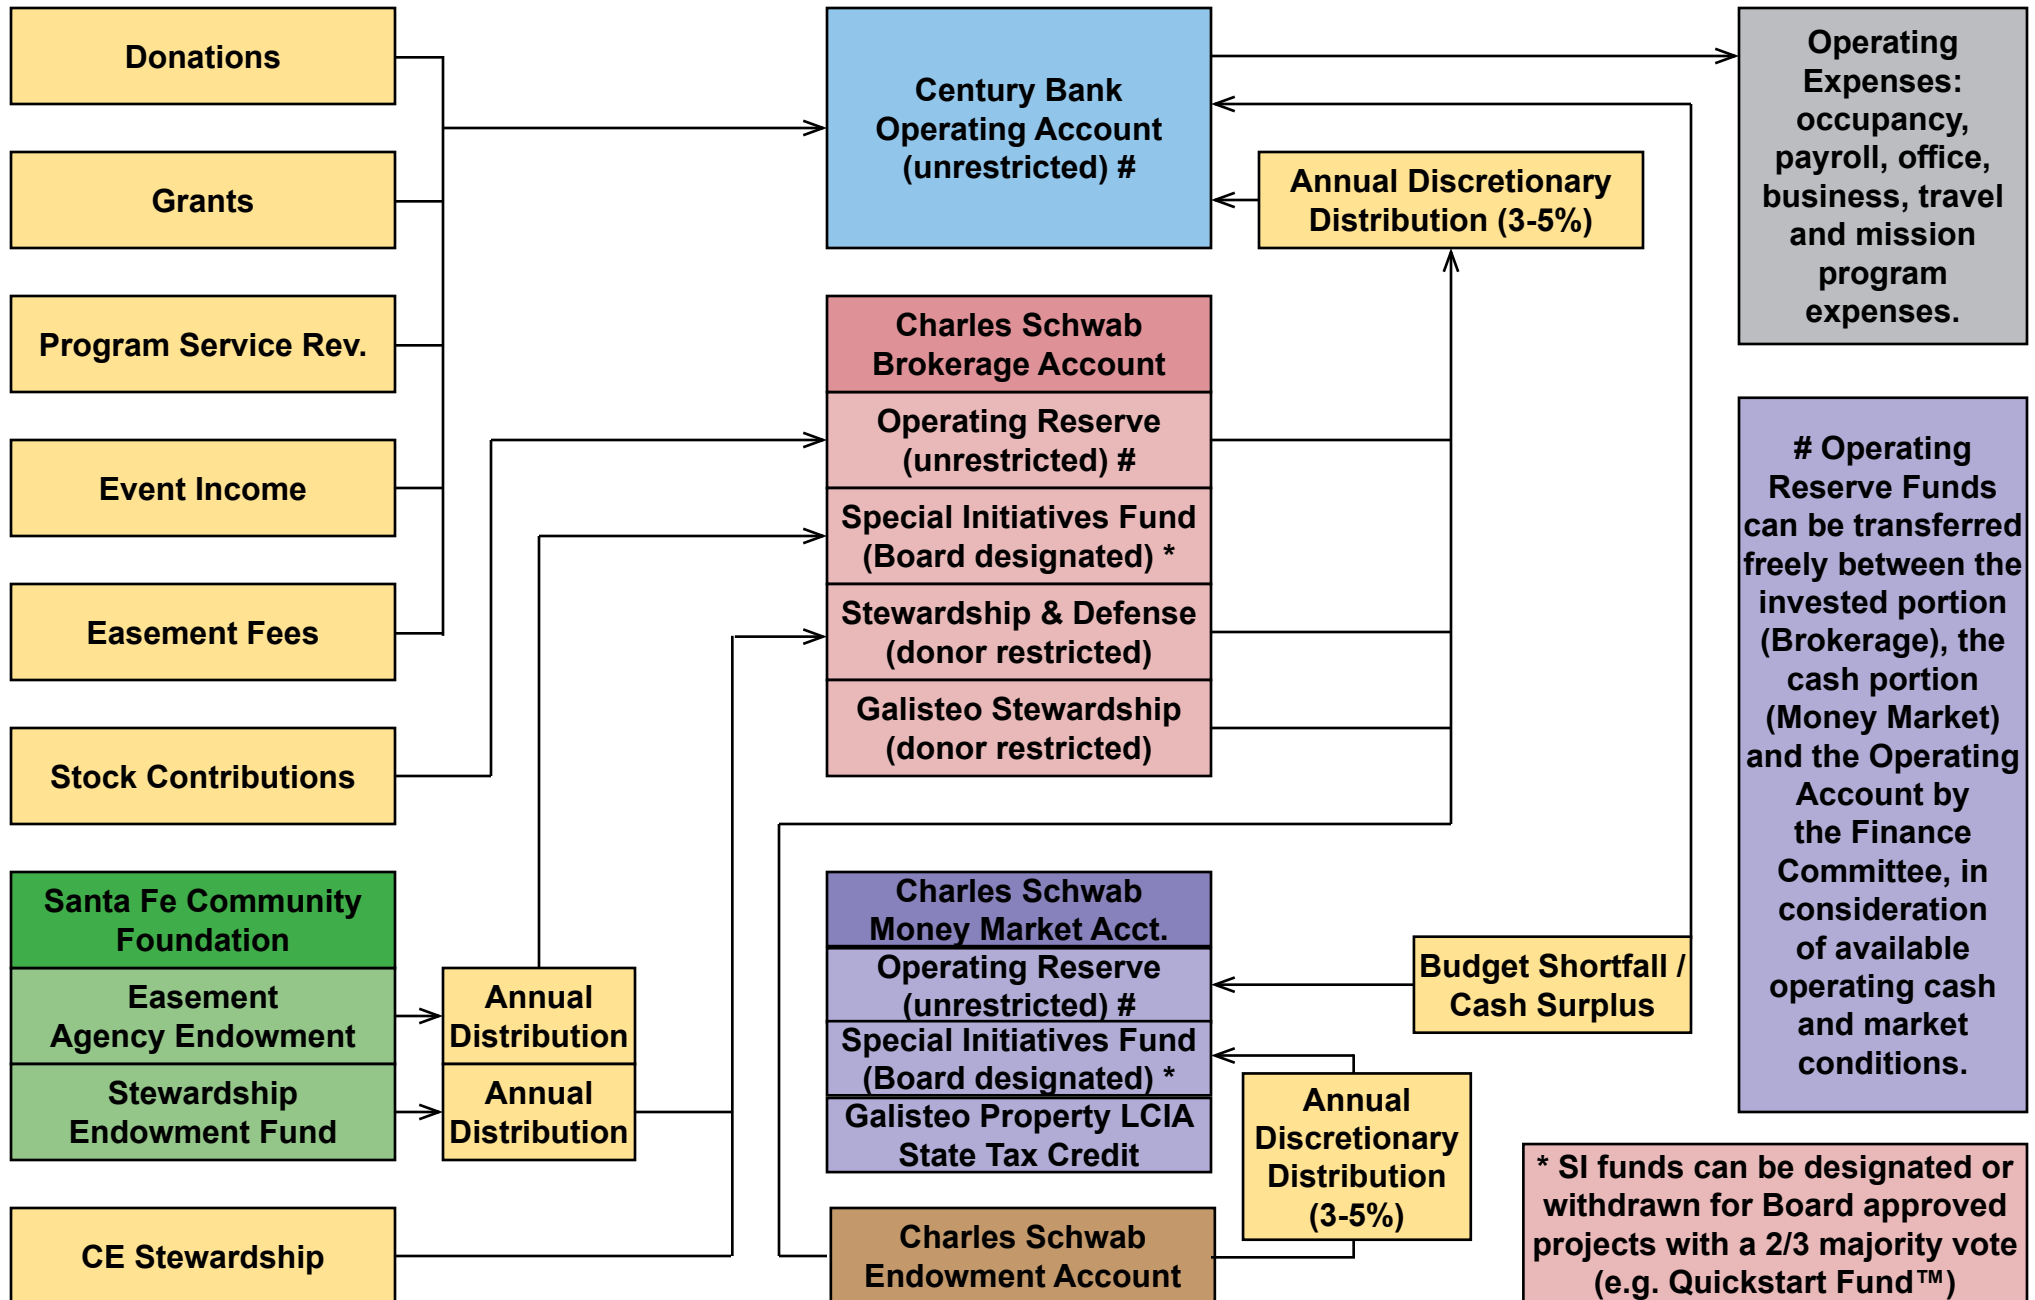 Donations
Grants
Program Service Rev.
Event Income
Easement Fees
Stock Contributions
Santa Fe Community
Foundation
Easement
Agency Endowment
Stewardship
Endowment Fund
Annual
Distribution
Annual
Distribution
CE Stewardship
Century Bank
Operating Account
(unrestricted) #
Annual Discretionary
Distribution (3-5%)
Charles Schwab
Brokerage Account
Operating Reserve
(unrestricted) #
Special Initiatives Fund
(Board designated) *
Stewardship & Defense
(donor restricted)
Galisteo Stewardship
(donor restricted)
Charles Schwab
Money Market Acct.
Operating Reserve
(unrestricted) #
Special Initiatives Fund
(Board designated) *
Galisteo Property LCIA
State Tax Credit
Budget Shortfall /
Cash Surplus
Annual
Discretionary
Distribution
(3-5%)
Charles Schwab
Endowment Account
Operating
Expenses:
occupancy,
payroll, office,
business, travel
and mission
program
expenses.
# Operating
Reserve Funds
can be transferred
freely between the
invested portion
(Brokerage), the
cash portion
(Money Market)
and the Operating
Account by
the Finance
Committee, in
consideration
of available
operating cash
and market
conditions.
* SI funds can be designated or
withdrawn for Board approved
projects with a 2/3 majority vote
(e.g. Quickstart Fund™)